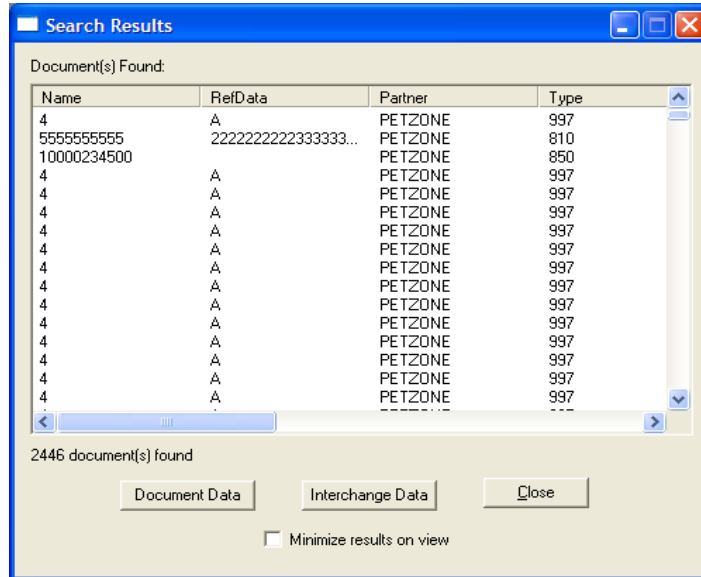 Search Results
Document(s) Found:
Name RefData Partner Type
4 A PETZONE 997
5555555555 2222222222333333... PETZONE 810
10000234500 PETZONE 850
4 A PETZONE 997
4 A PETZONE 997
4 A PETZONE 997
4 A PETZONE 997
4 A PETZONE 997
4 A PETZONE 997
4 A PETZONE 997
4 A PETZONE 997
4 A PETZONE 997
4 A PETZONE 997
4 A PETZONE 997
4 A PETZONE 997
4 A PETZONE 997
2446 document(s) found
Document Data Interchange Data Close
Minimize results on view